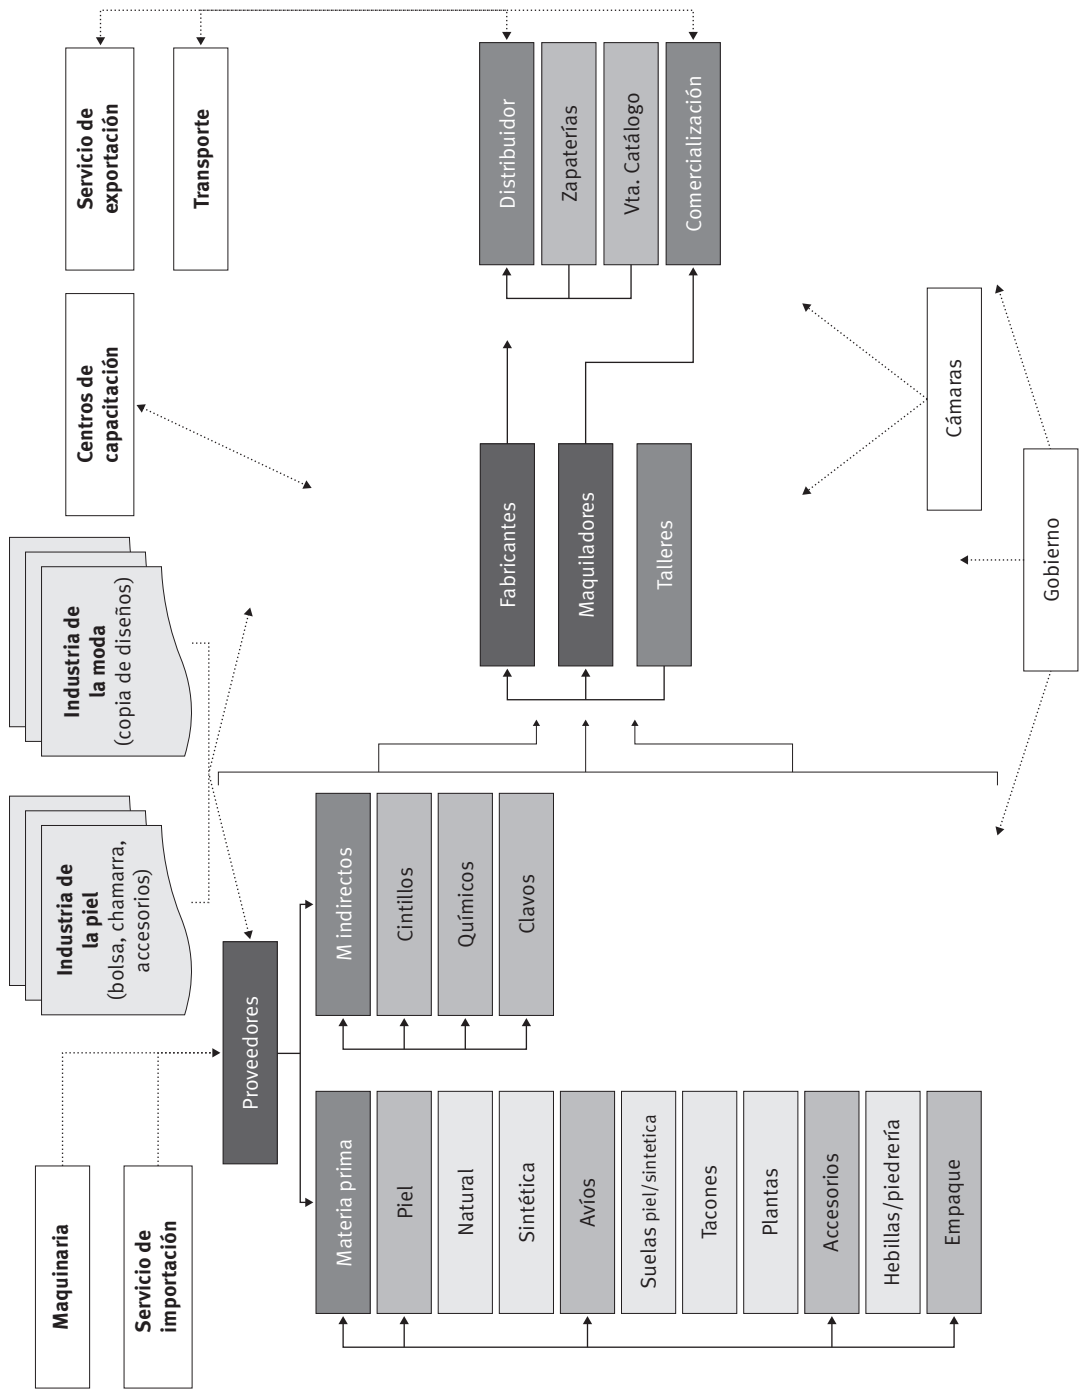 Maquinaria
Servicio de
importación
Industria de
la piel
(bolsa, chamarra,
accesorios)
Industria de
la moda
(copia de diseños)
Centros de
capacitación
Servicio de
exportación
Transporte
Proveedores
Materia prima
Piel
Natural
Sintética
Avíos
Suelas piel/sintetica
Tacones
Plantas
Accesorios
Hebillas/piedrería
Empaque
M indirectos
Cintillos
Químicos
Clavos
Fabricantes
Maquiladores
Talleres
Distribuidor
Zapaterías
Vta. Catálogo
Comercialización
Cámaras
Gobierno